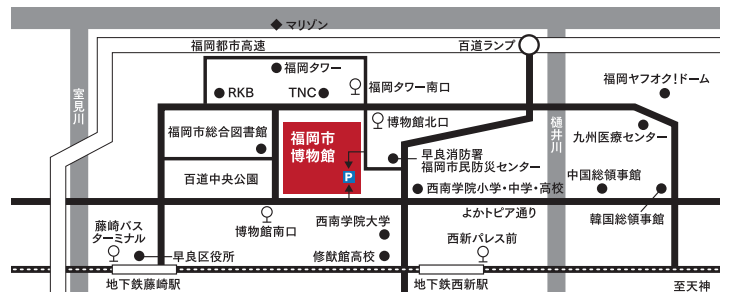 マリゾン
福岡都市高速
百道ランプ
福岡タワー
RKB
TNC
福岡タワー南口
福岡ヤフオク!ドーム
室見川
博物館北口
樋井川
福岡市総合図書館
福岡市
博物館
九州医療センター
P
早良消防署
福岡市民防災センター
百道中央公園
西南学院小学・中学・高校
中国総領事館
よかトピア通り
韓国総領事館
藤崎バス
ターミナル
博物館南口
西南学院大学
西新パレス前
早良区役所
修猷館高校
地下鉄藤崎駅
地下鉄西新駅
至天神